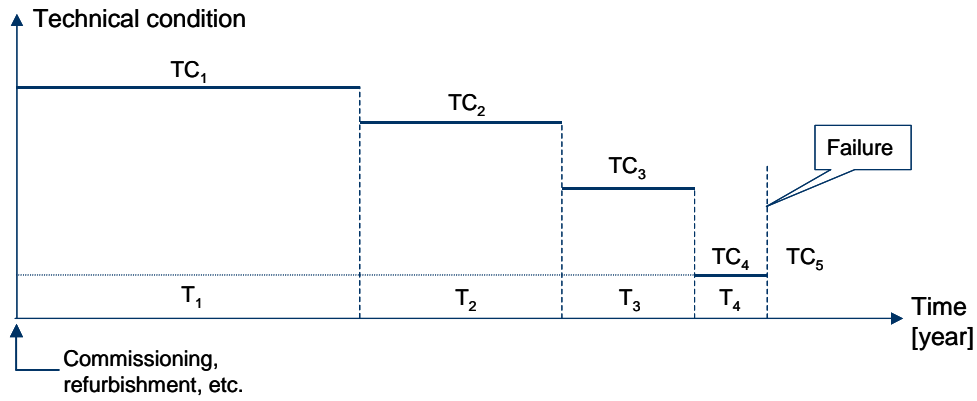 Technical condition
TC₁
TC₂
Failure
TC₃
TC₄
TC₅
T₁
T₂
T₃
T₄
Time
[year]
Commissioning,
refurbishment, etc.